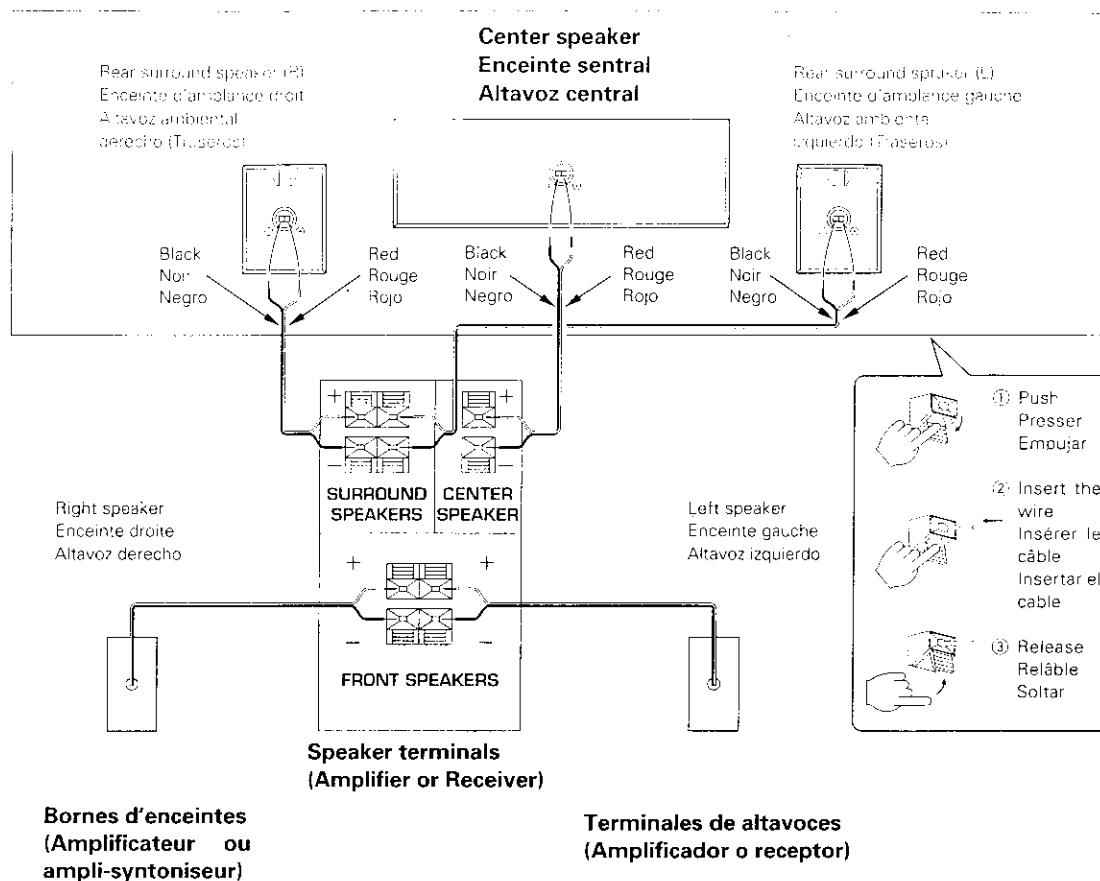 Center speaker
Enceinte sentral
Altavoz central
Rear surround speaker (R)
Enceinte d'amblance droit
Altavoz ambiental
derecho (Traseros)
Rear surround spraker (L)
Enceinte d'amblance gauche
Altavoz ambiente
izquierdo (Traseros)
Black
Noir
Negro
Red
Rouge
Rojo
Black
Noir
Negro
Red
Rouge
Rojo
Black
Noir
Negro
Red
Rouge
Rojo
+
−
+
−
SURROUND
SPEAKERS
CENTER
SPEAKER
Right speaker
Enceinte droite
Altavoz derecho
Left speaker
Enceinte gauche
Altavoz izquierdo
+
+
−
−
FRONT SPEAKERS
① Push
Presser
Empujar
② Insert the
wire
Insérer le
câble
Insertar el
cable
③ Release
Relâble
Soltar
Speaker terminals
(Amplifier or Receiver)
Bornes d'enceintes
(Amplificateur ou
ampli-syntoniseur)
Terminales de altavoces
(Amplificador o receptor)